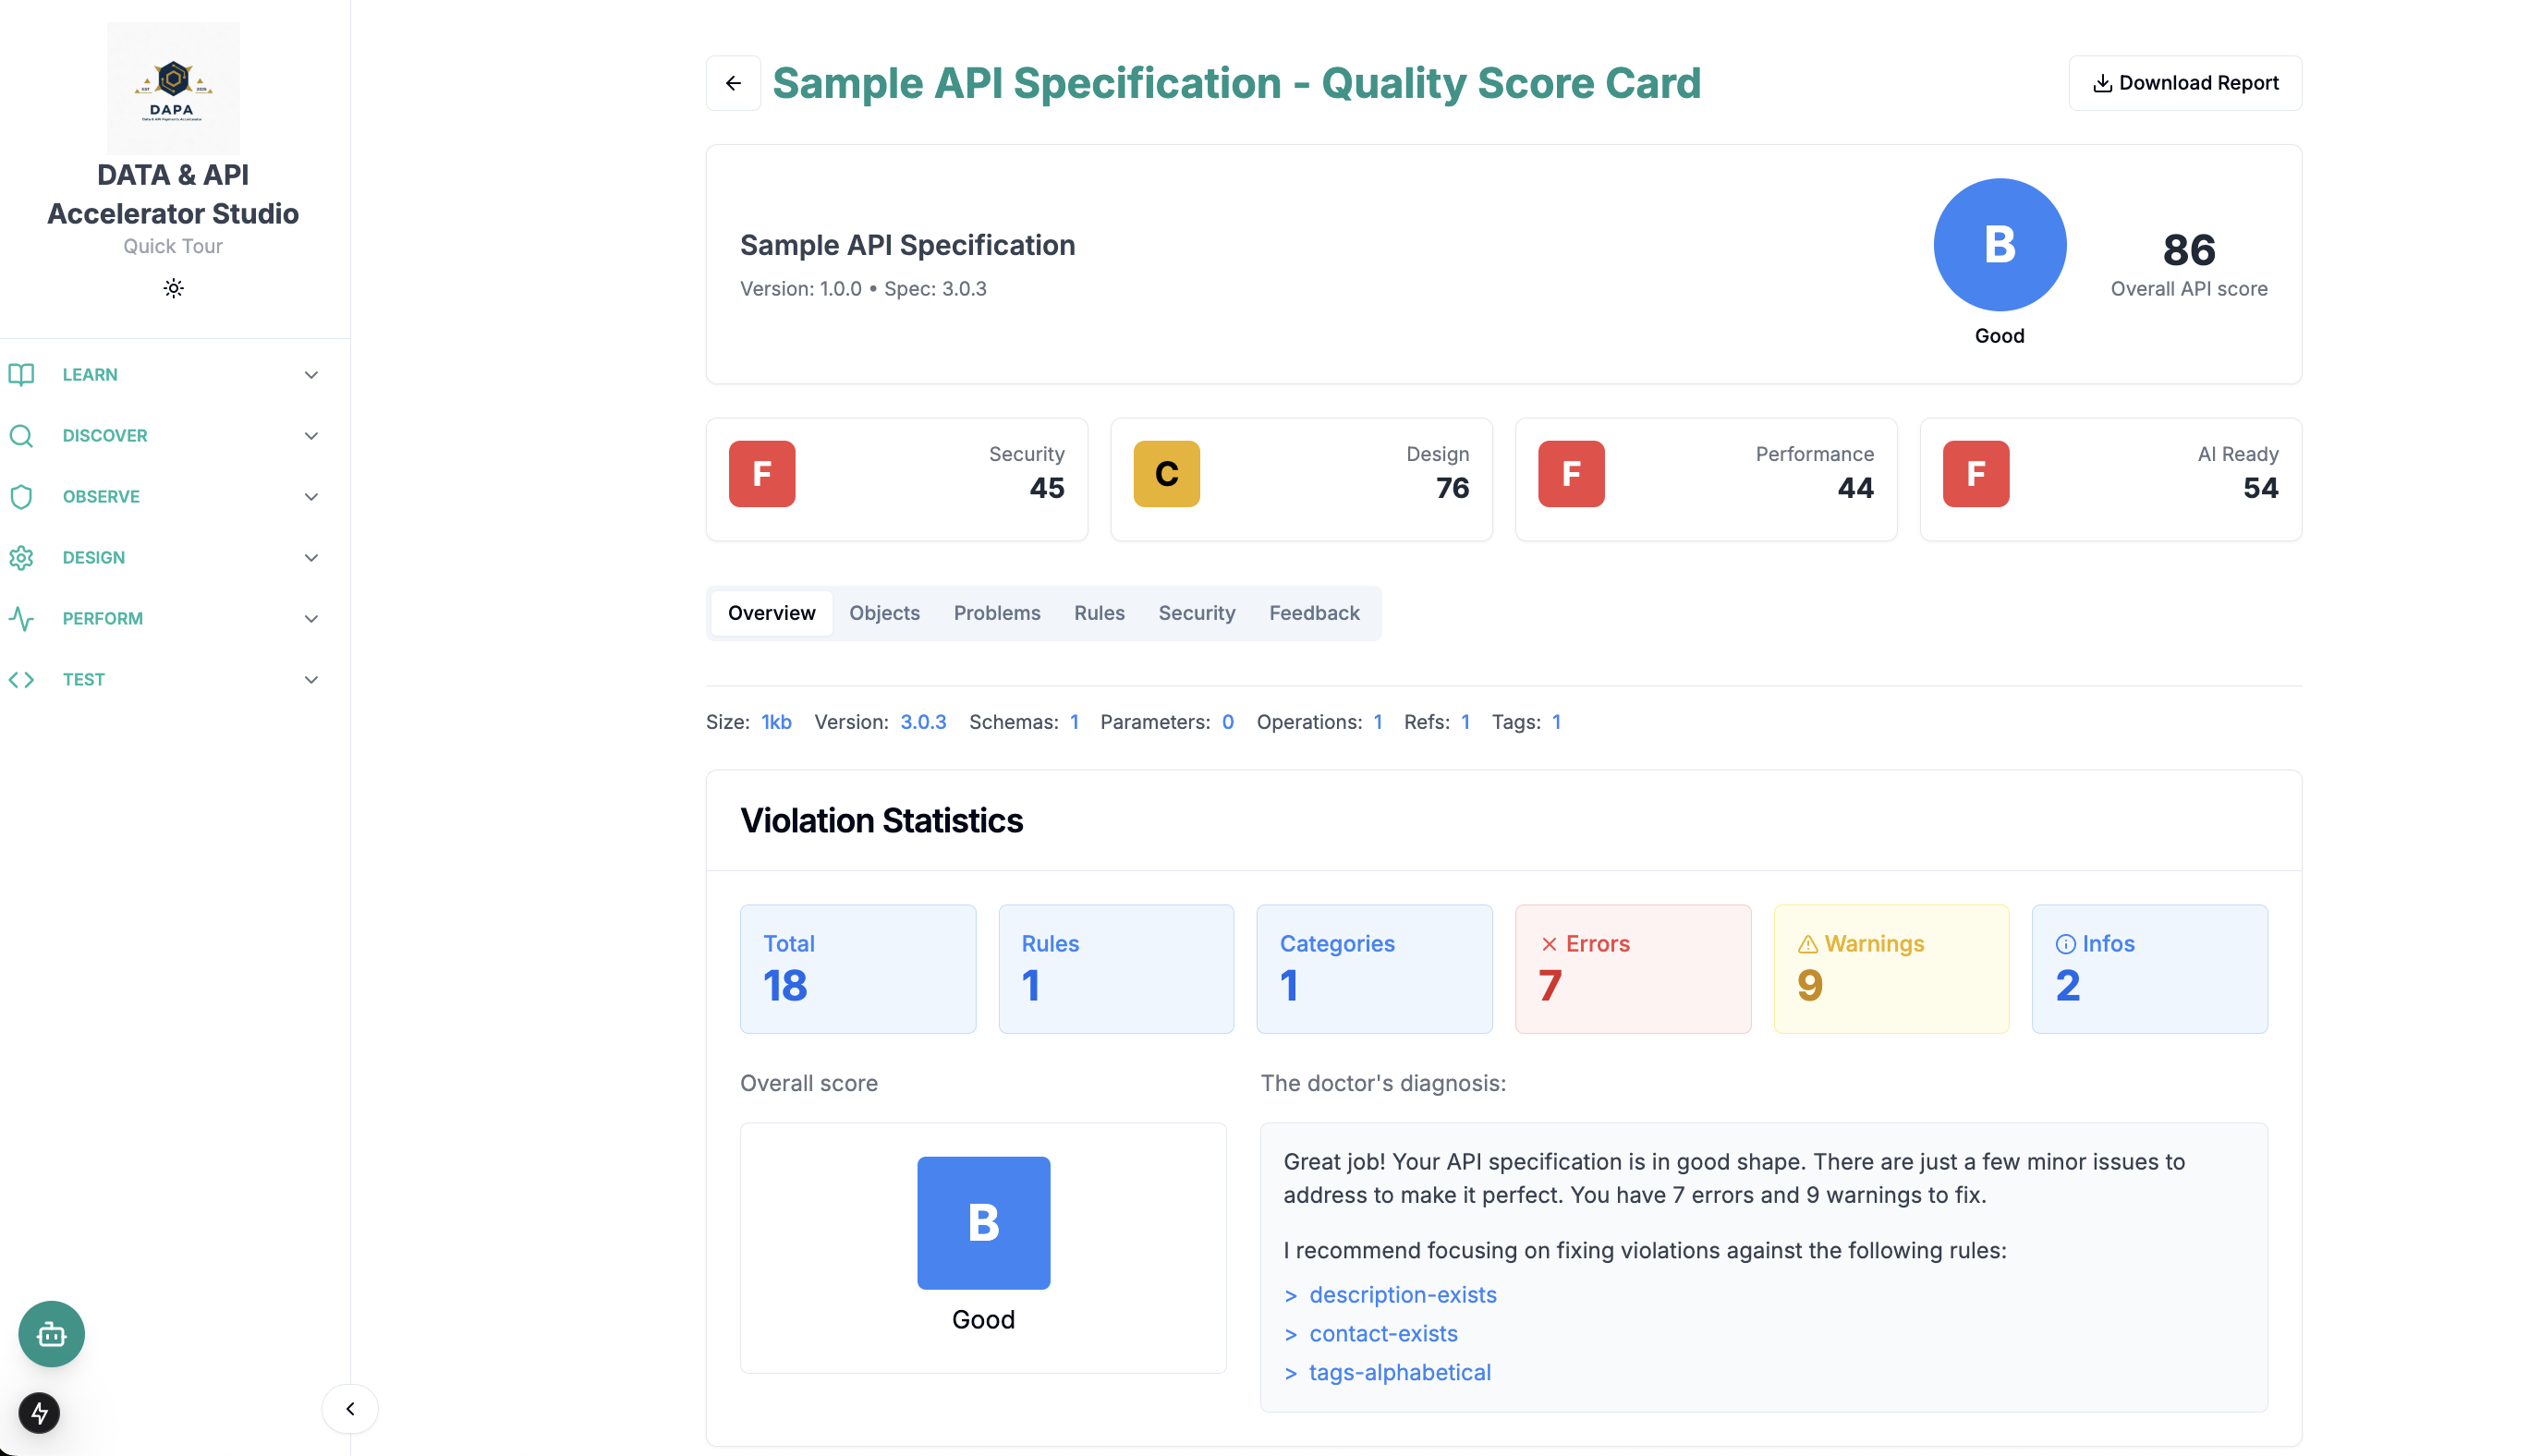 DAPA
DATA & API
Accelerator Studio
Quick Tour
LEARN
DISCOVER
OBSERVE
DESIGN
PERFORM
TEST
Sample API Specification - Quality Score Card
Download Report
Sample API Specification
Version: 1.0.0 • Spec: 3.0.3
B
Good
86
Overall API score
F
Security
45
C
Design
76
F
Performance
44
F
AI Ready
54
Overview Objects Problems Rules Security Feedback
Size: 1kb Version: 3.0.3 Schemas: 1 Parameters: 0 Operations: 1 Refs: 1 Tags: 1
Violation Statistics
Total
18
Rules
1
Categories
1
Errors
7
Warnings
9
Infos
2
Overall score
B
Good
The doctor's diagnosis:
Great job! Your API specification is in good shape. There are just a few minor issues to
address to make it perfect. You have 7 errors and 9 warnings to fix.
I recommend focusing on fixing violations against the following rules:
> description-exists
> contact-exists
> tags-alphabetical